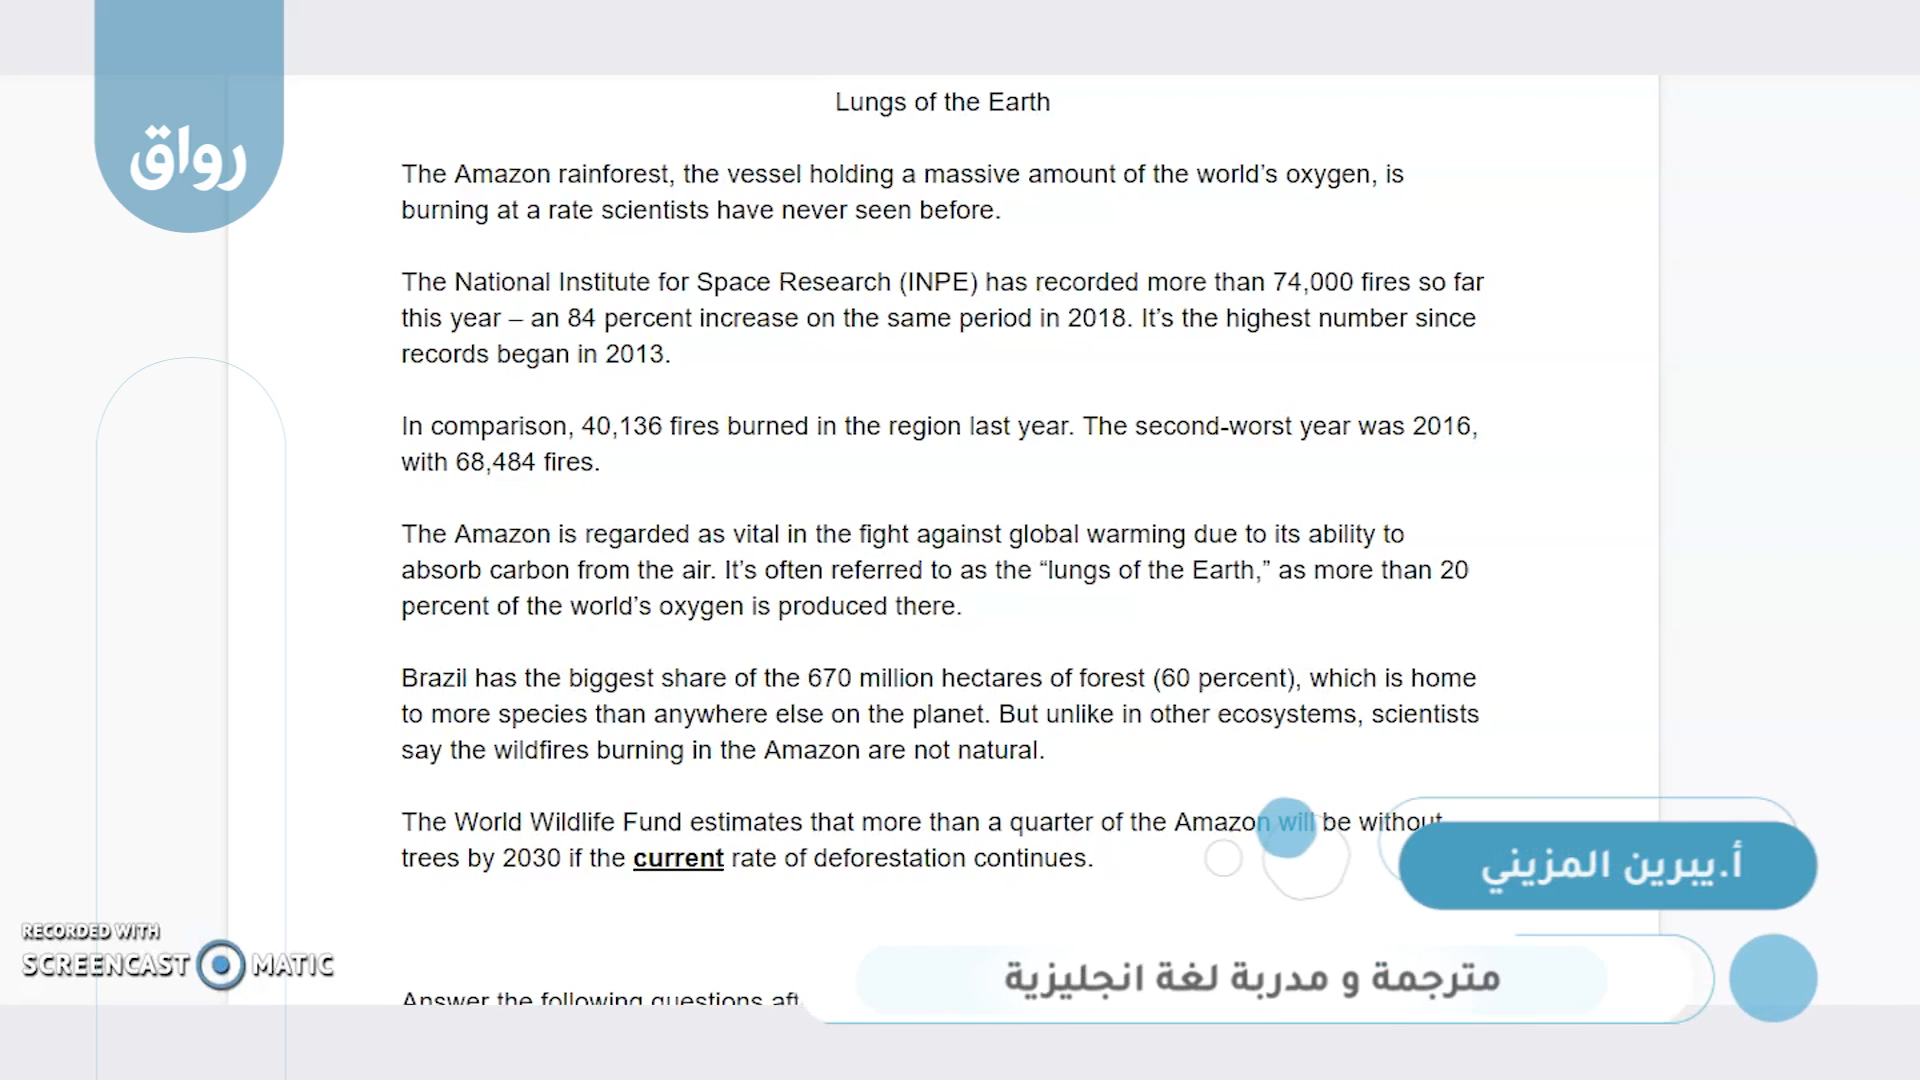 رواق
Lungs of the Earth
The Amazon rainforest, the vessel holding a massive amount of the world’s oxygen, is
burning at a rate scientists have never seen before.
The National Institute for Space Research (INPE) has recorded more than 74,000 fires so far
this year – an 84 percent increase on the same period in 2018. It’s the highest number since
records began in 2013.
In comparison, 40,136 fires burned in the region last year. The second-worst year was 2016,
with 68,484 fires.
The Amazon is regarded as vital in the fight against global warming due to its ability to
absorb carbon from the air. It’s often referred to as the “lungs of the Earth,” as more than 20
percent of the world’s oxygen is produced there.
Brazil has the biggest share of the 670 million hectares of forest (60 percent), which is home
to more species than anywhere else on the planet. But unlike in other ecosystems, scientists
say the wildfires burning in the Amazon are not natural.
The World Wildlife Fund estimates that more than a quarter of the Amazon will be without
trees by 2030 if the current rate of deforestation continues.
أ.يبرين المزيني
RECORDED WITH
SCREENCAST MATIC
مترجمة و مدربة لغة انجليزية
Answer the following questions